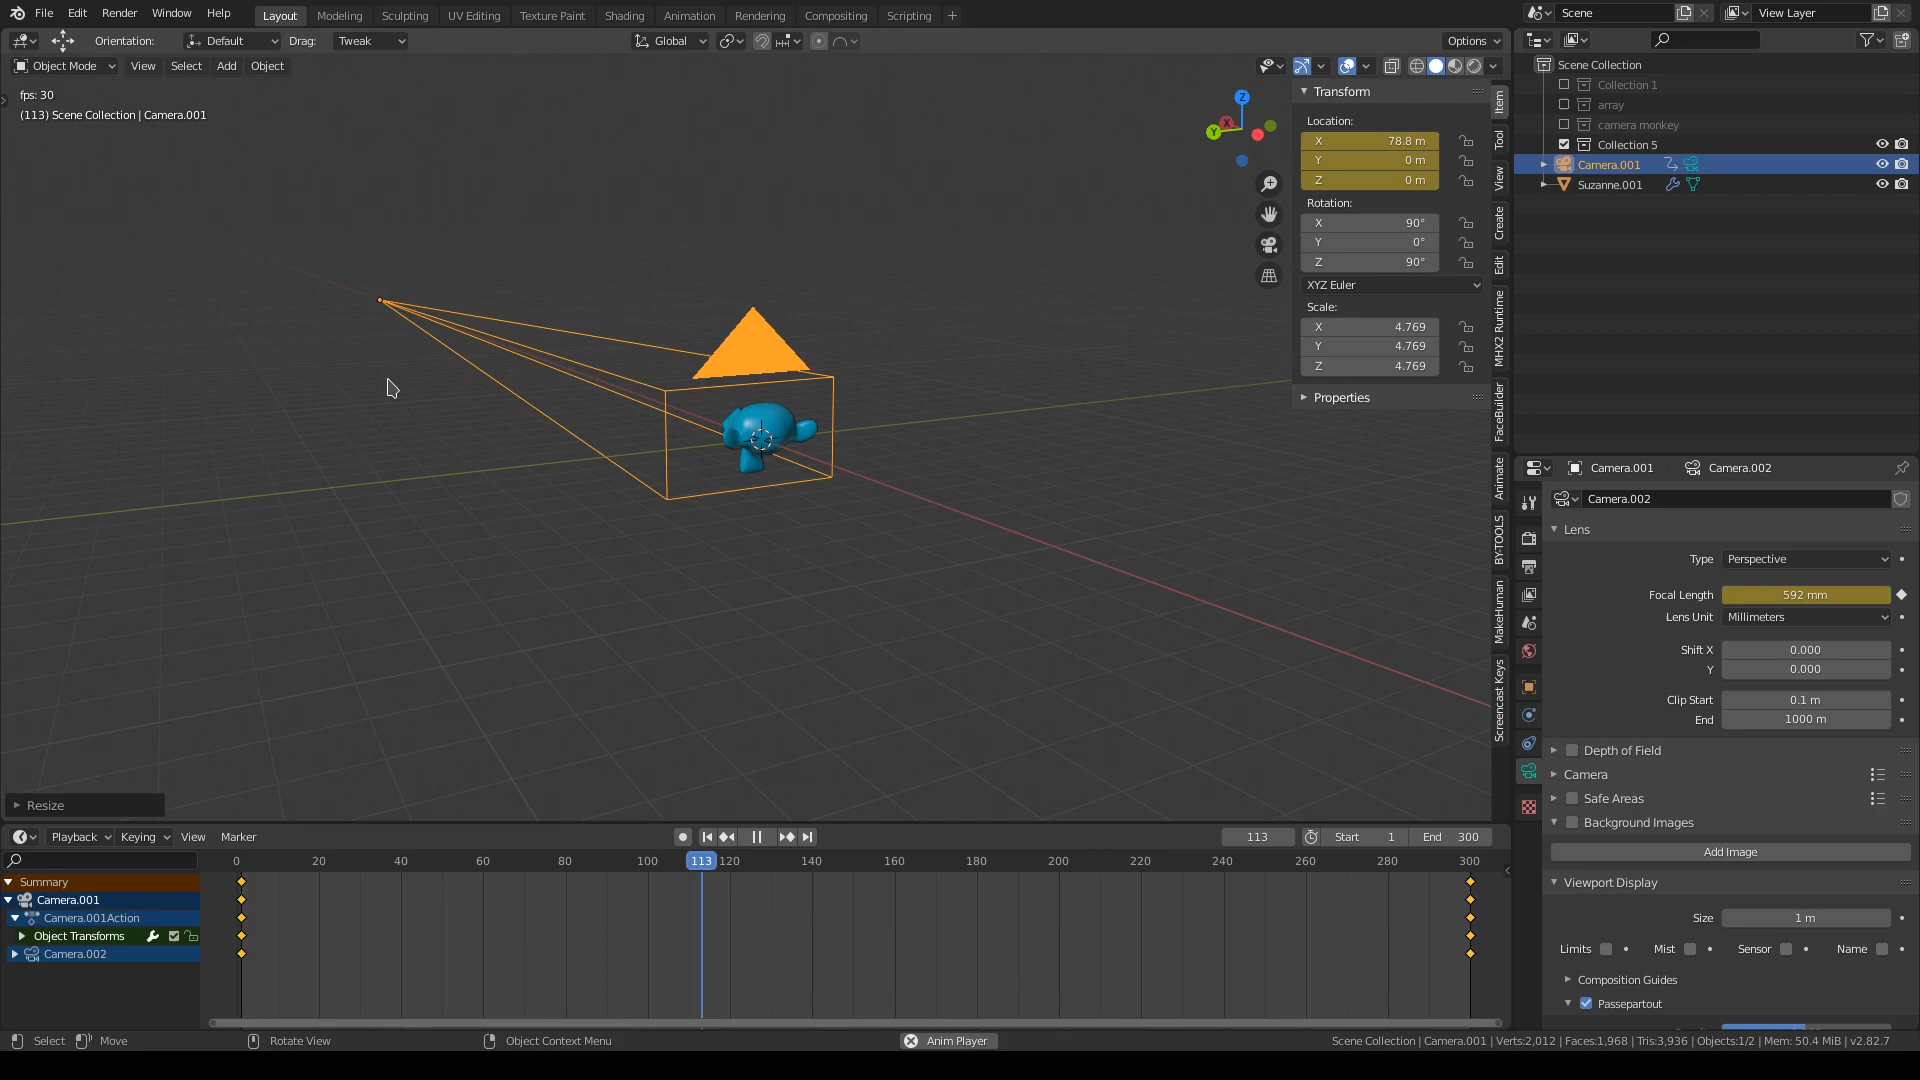 File Edit Render Window Help Layout Modeling Sculpting UV Editing Texture Paint Shading Animation Rendering Compositing Scripting + Scene View Layer
Orientation: Default Drag: Tweak Global Options
Object Mode View Select Add Object
fps: 30
(113) Scene Collection | Camera.001
Z
Y
X
Transform
Location:
X 78.8 m
Y 0 m
Z 0 m
Rotation:
X 90°
Y 0°
Z 90°
XYZ Euler
Scale:
X 4.769
Y 4.769
Z 4.769
Properties
Item
Tool
View
Create
Edit
MHX2 Runtime
FaceBuilder
Animate
BY-TOOLS
MakeHuman
Screencast Keys
Scene Collection
Collection 1
array
camera monkey
Collection 5
Camera.001
Suzanne.001
Camera.001 Camera.002
Camera.002
Lens
Type Perspective
Focal Length 592 mm
Lens Unit Millimeters
Shift X 0.000
Y 0.000
Clip Start 0.1 m
End 1000 m
Depth of Field
Camera
Safe Areas
Background Images
Add Image
Viewport Display
Size 1 m
Limits Mist Sensor Name
Composition Guides
Passepartout
Resize
Playback Keying View Marker 113 Start 1 End 300
0 20 40 60 80 100 113 120 140 160 180 200 220 240 260 280 300
Summary
Camera.001
Camera.001Action
Object Transforms
Camera.002
Select Move Rotate View Object Context Menu Anim Player Scene Collection | Camera.001 | Verts:2,012 | Faces:1,968 | Tris:3,936 | Objects:1/2 | Mem: 50.4 MiB | v2.82.7